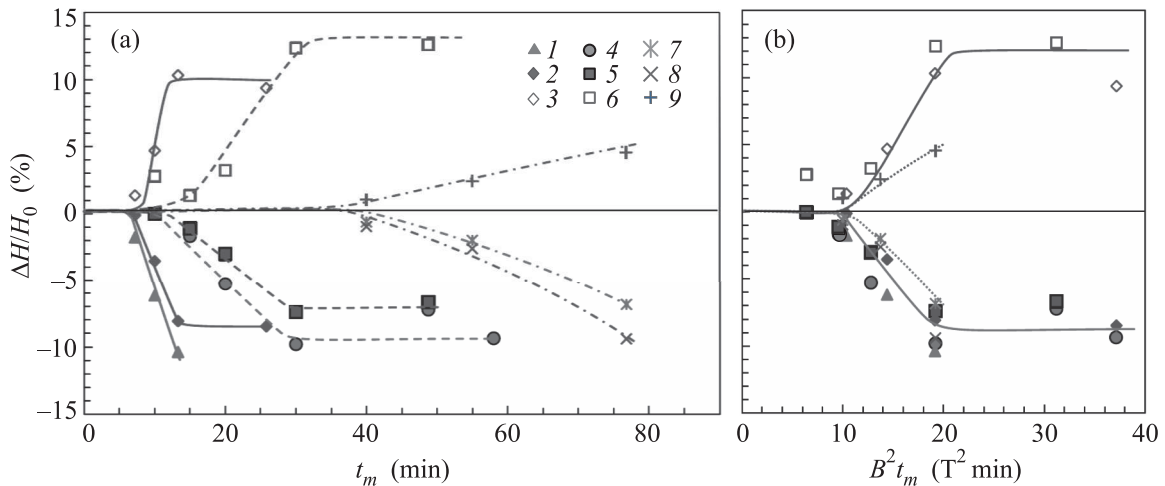 15
10
5
0
–5
–10
–15
ΔH/H₀ (%)
(a)
1 4 7
2 5 8
3 6 9
0 20 40 60 80
tₘ (min)
(b)
0 10 20 30 40
B²tₘ (T² min)